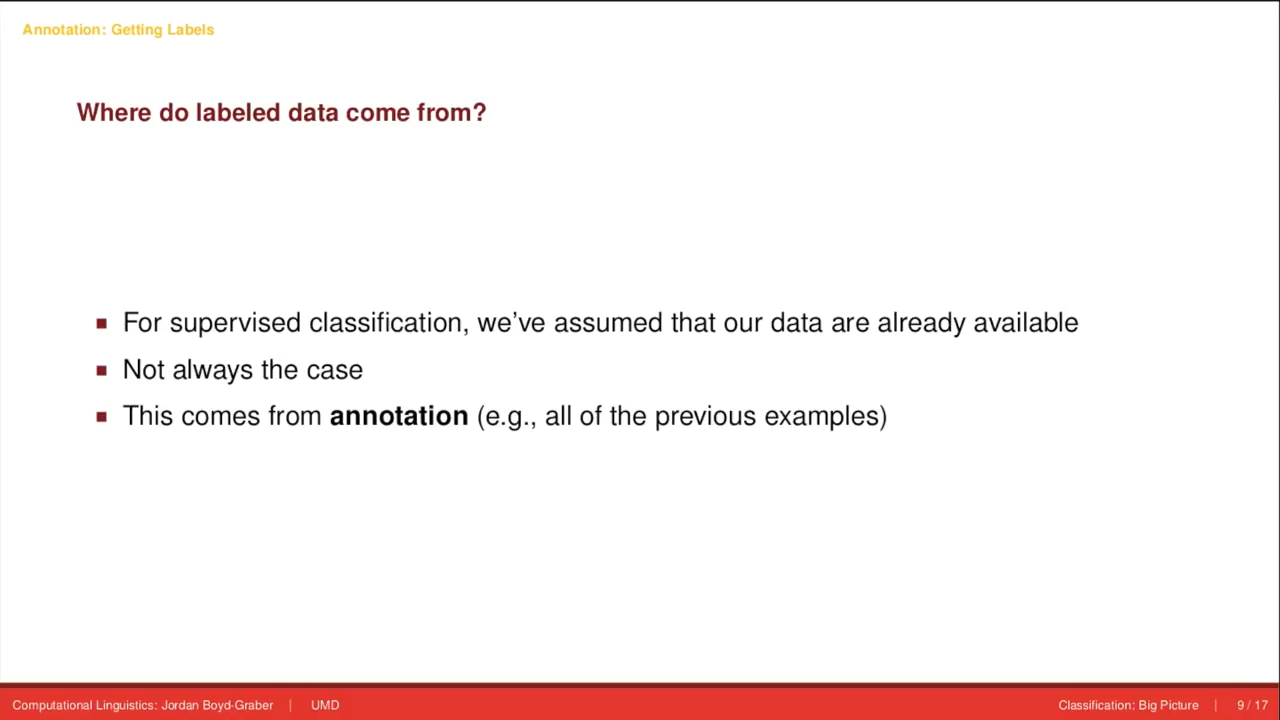 Annotation: Getting Labels
Where do labeled data come from?
For supervised classification, we've assumed that our data are already available
Not always the case
This comes from annotation (e.g., all of the previous examples)
Computational Linguistics: Jordan Boyd-Graber | UMD Classification: Big Picture | 9 / 17